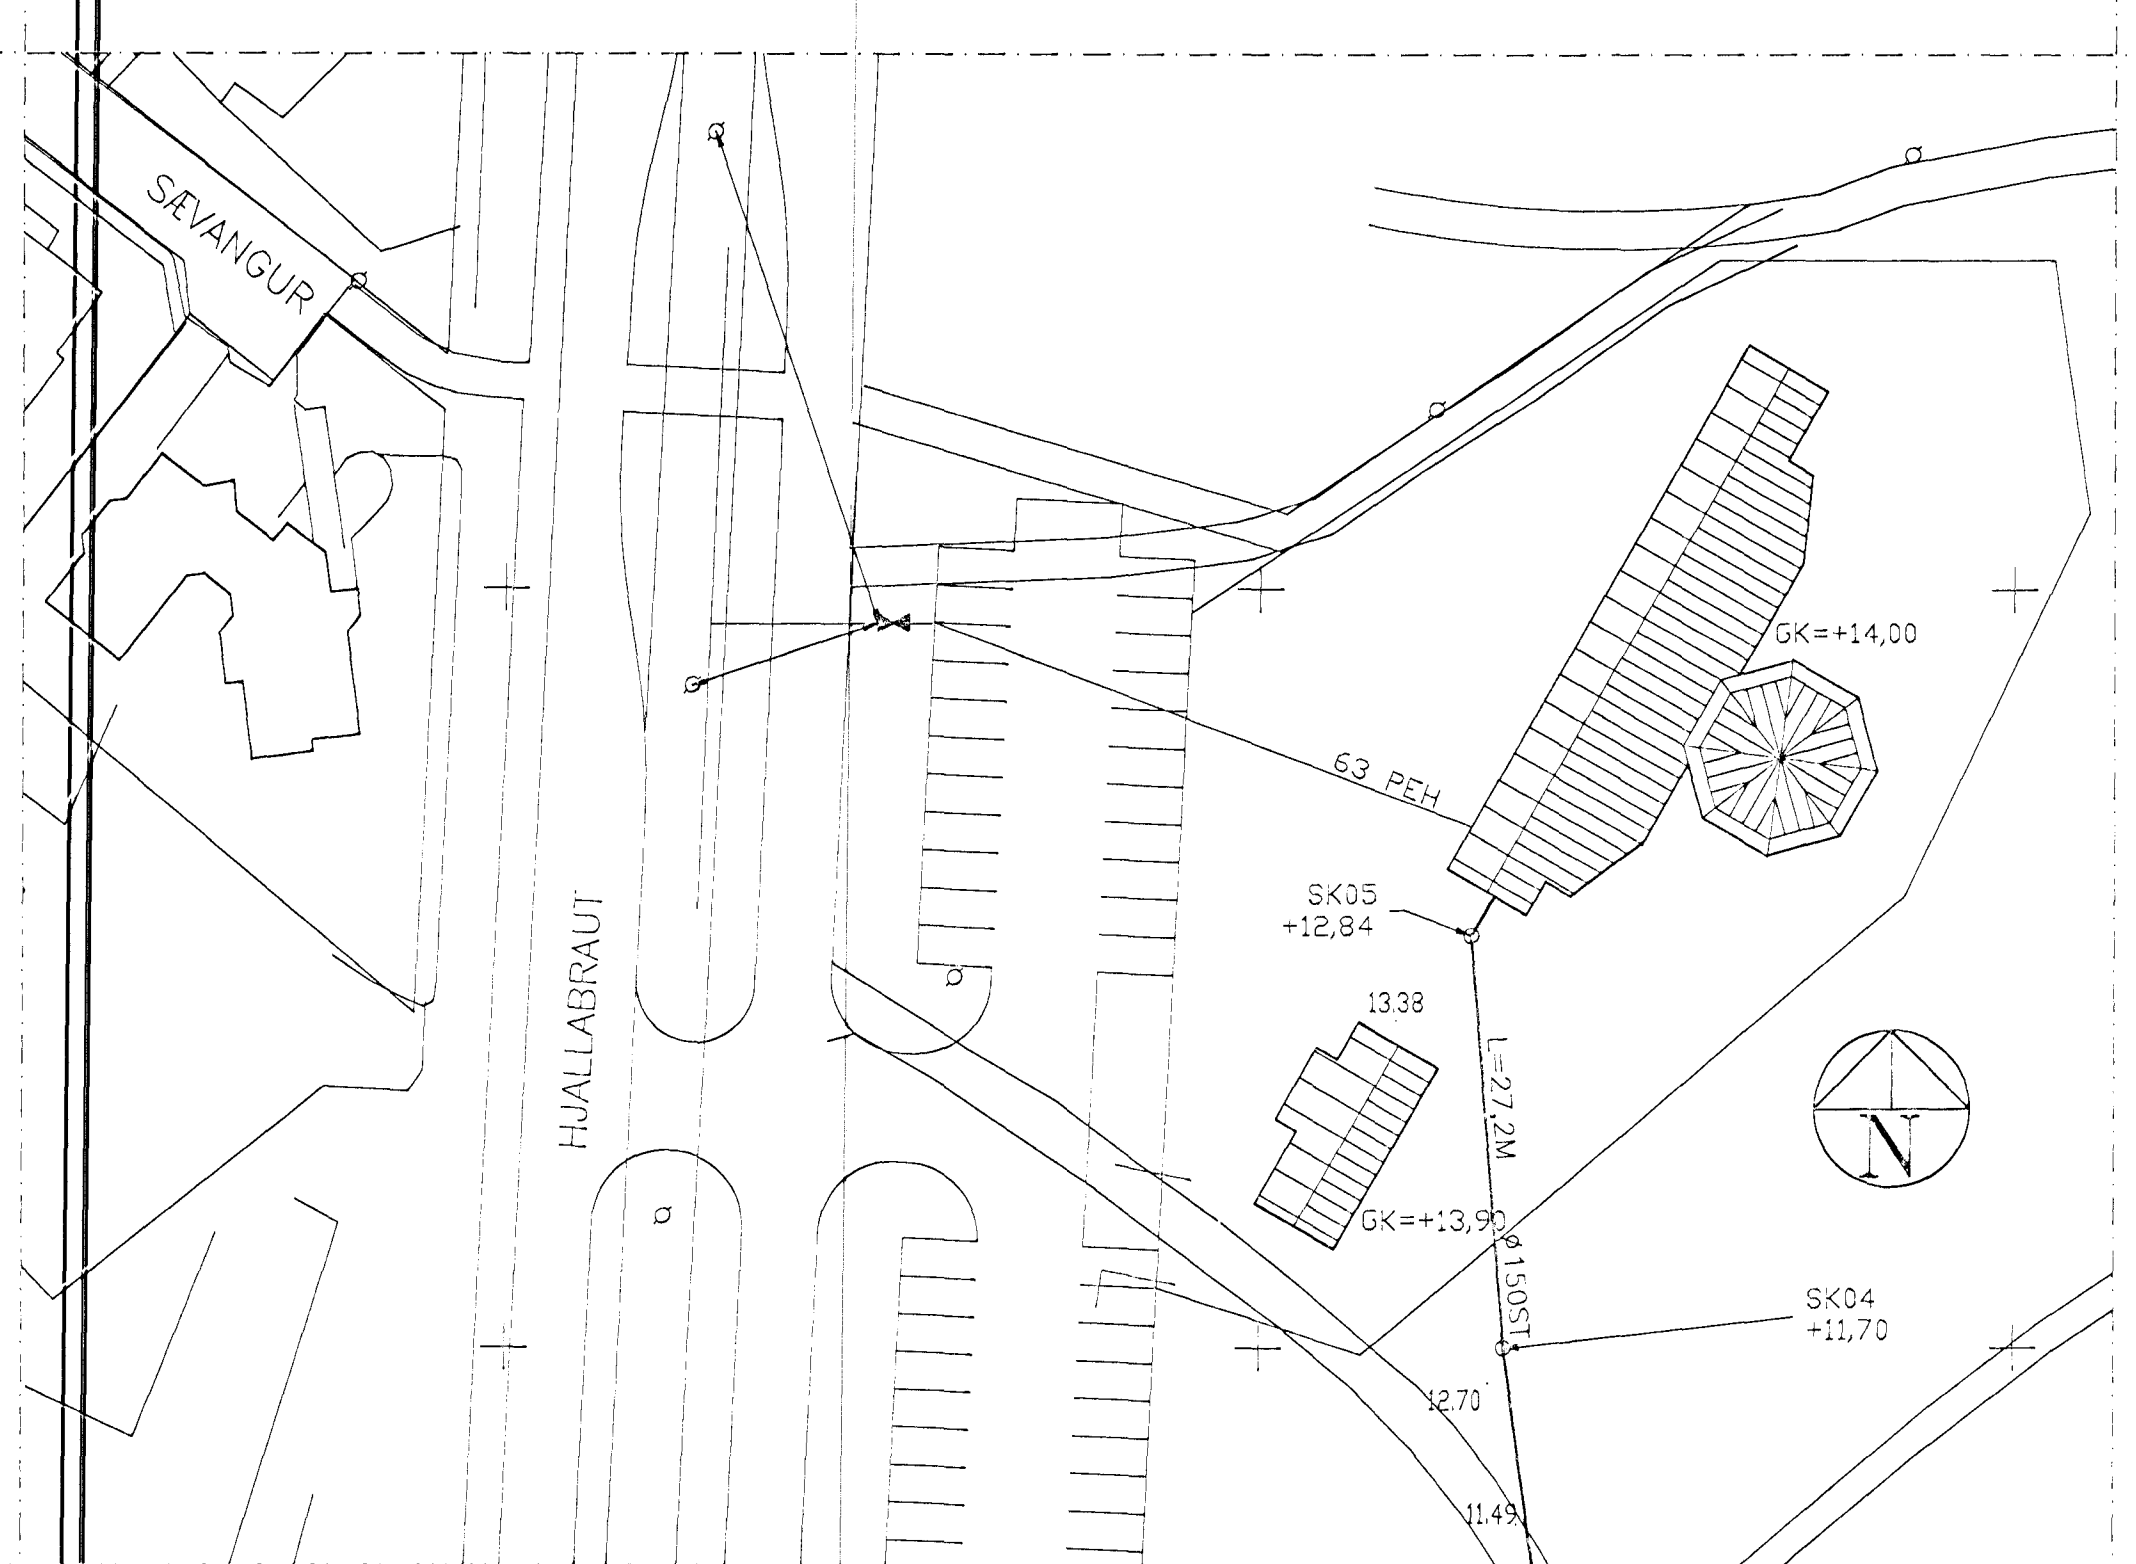 SÆVANGUR
GK=+14,00
63 PEH
SK05
+12,84
HJALLABRAUT
13.38
L=27,2M
ø150ST
GK=+13,90
N
SK04
+11,70
12.70
11.49